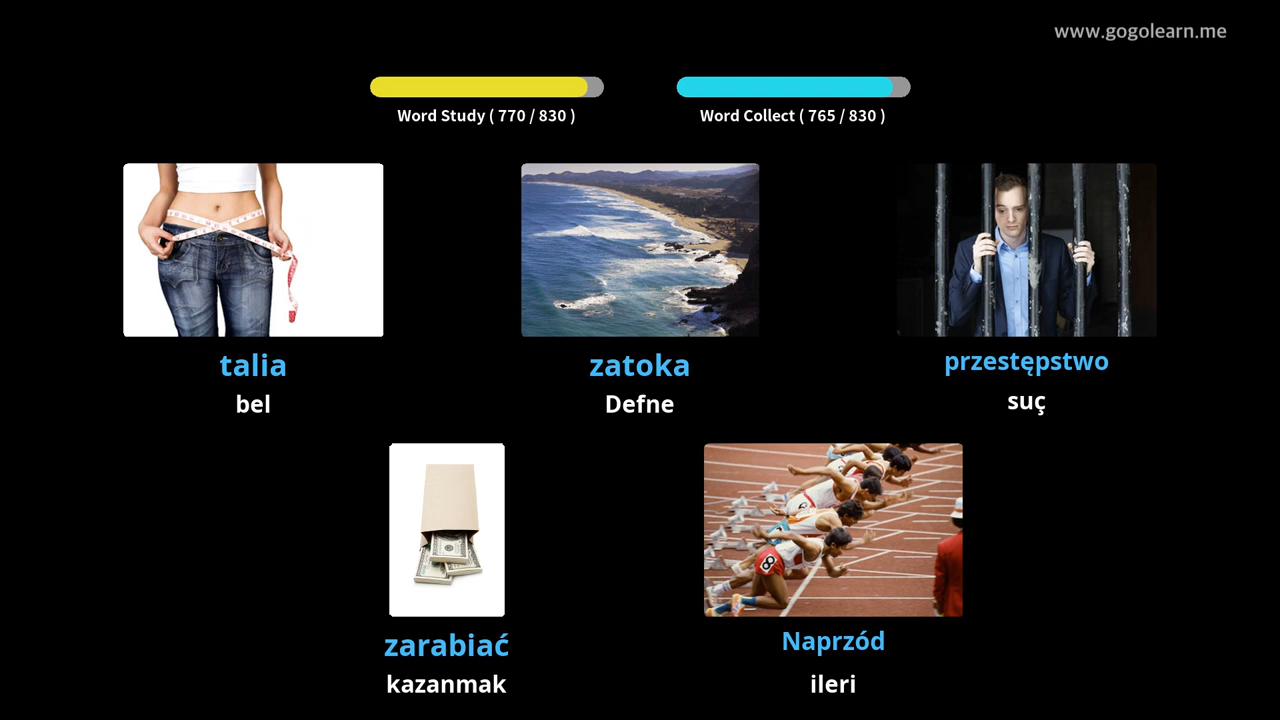 www.gogolearn.me
Word Study ( 770 / 830 )
Word Collect ( 765 / 830 )
talia
bel
zatoka
Defne
przestępstwo
suç
zarabiać
kazanmak
Naprzód
ileri